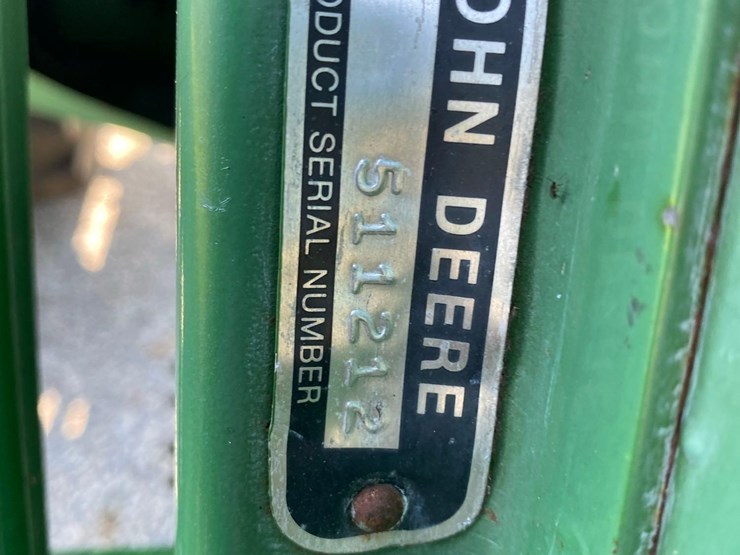 OHN DEERE
511212
ODUCT SERIAL NUMBER